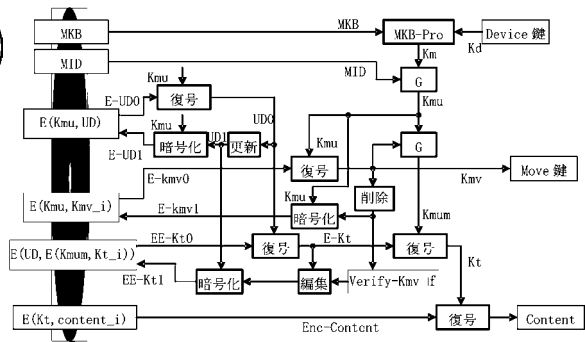 MKB
MKB
MKB-Pro
Device 鍵
Kd
MID
MID
Km
G
Kmu
Kmu
復号
E-UD0
UD0
E(Kmu,UD)
Kmu
暗号化
UD1
更新
E-UD1
Kmu
復号
G
Kmv
Move 鍵
E-kmv0
削除
E(Kmu,Kmv_i)
E-kmv1
Kmu
暗号化
Kmum
E(UD,E(Kmum,Kt_i))
EE-Kt0
復号
E-Kt
復号
EE-Kt1
暗号化
編集
Verify-Kmv
Kt
E(Kt,content_i)
Enc-Content
復号
Content